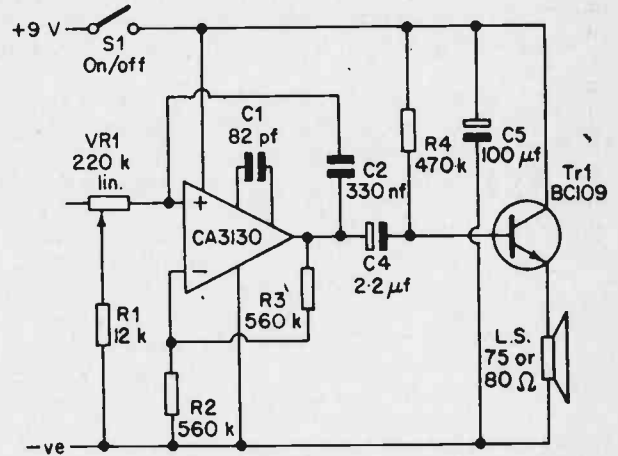 +9 V
S1
On/off
VR1
220 k
lin.
C1
82 pf
C2
330 nf
R4
470·k
C5
100 µf
Tr1
BC109
+
CA3130
−
C4
2·2 µf
R3
560 k
R1
12 k
R2
560 k
L.S.
75 or
80 Ω
−ve